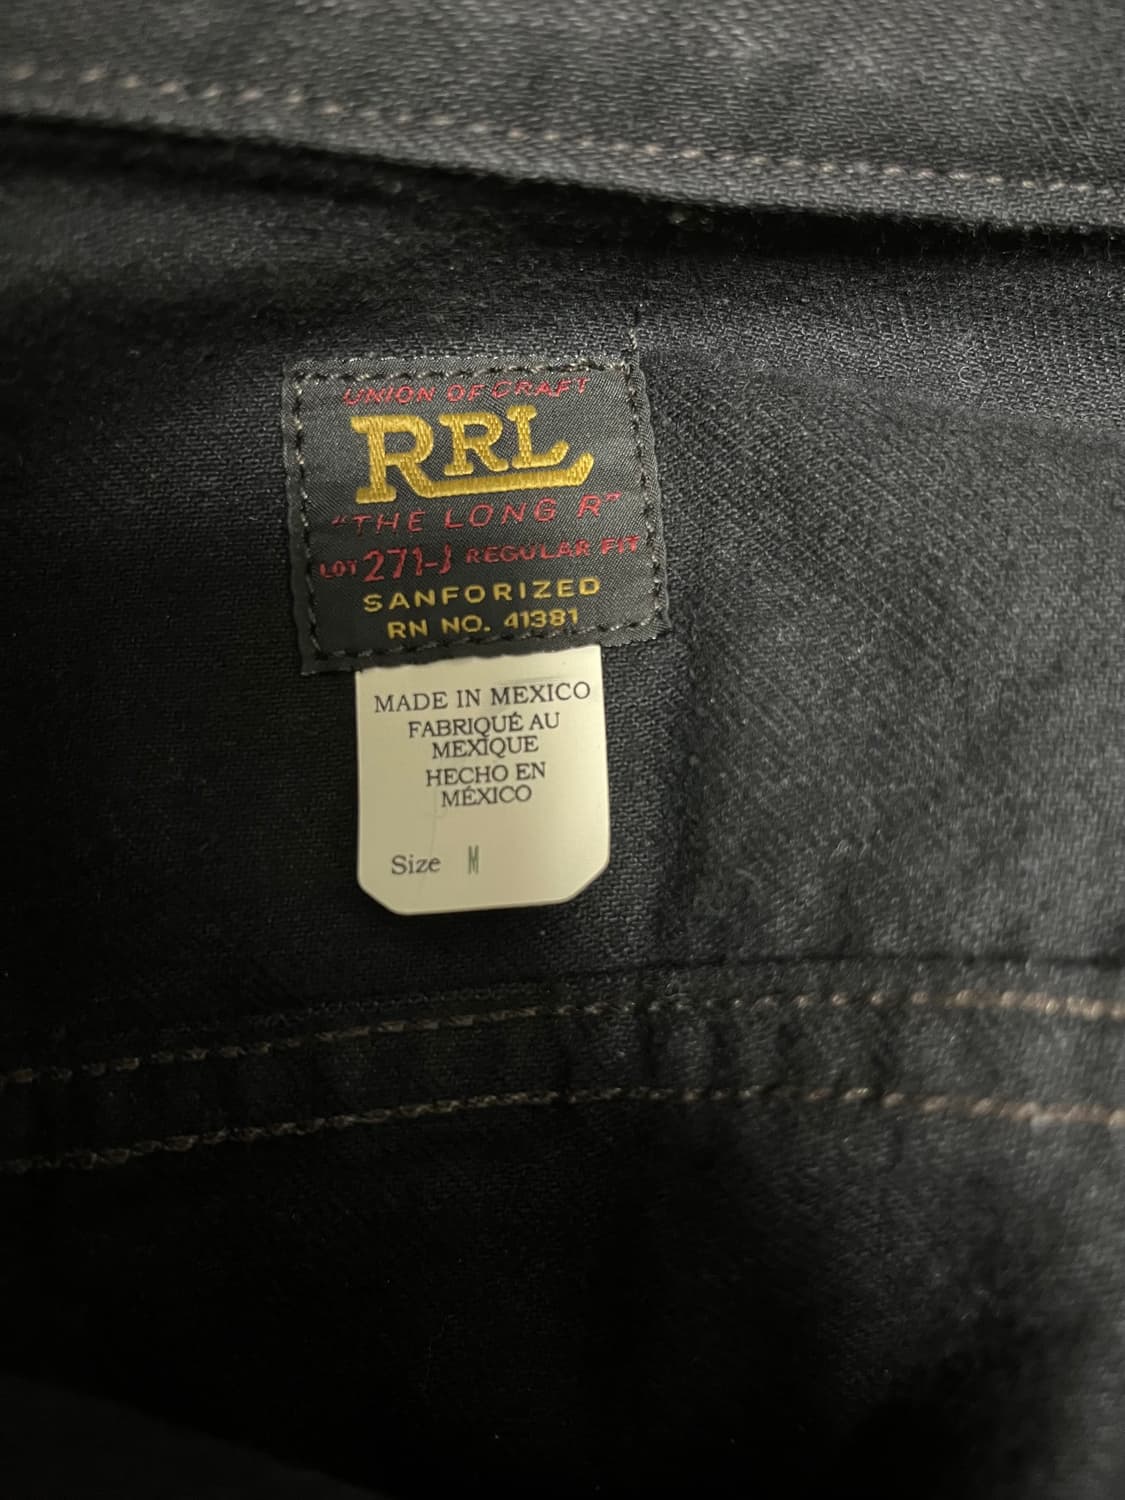 UNION OF CRAFT
RRL
"THE LONG R"
LOT 271-J REGULAR FIT
SANFORIZED
RN NO. 41381
MADE IN MEXICO
FABRIQUÉ AU
MEXIQUE
HECHO EN
MÉXICO
Size M